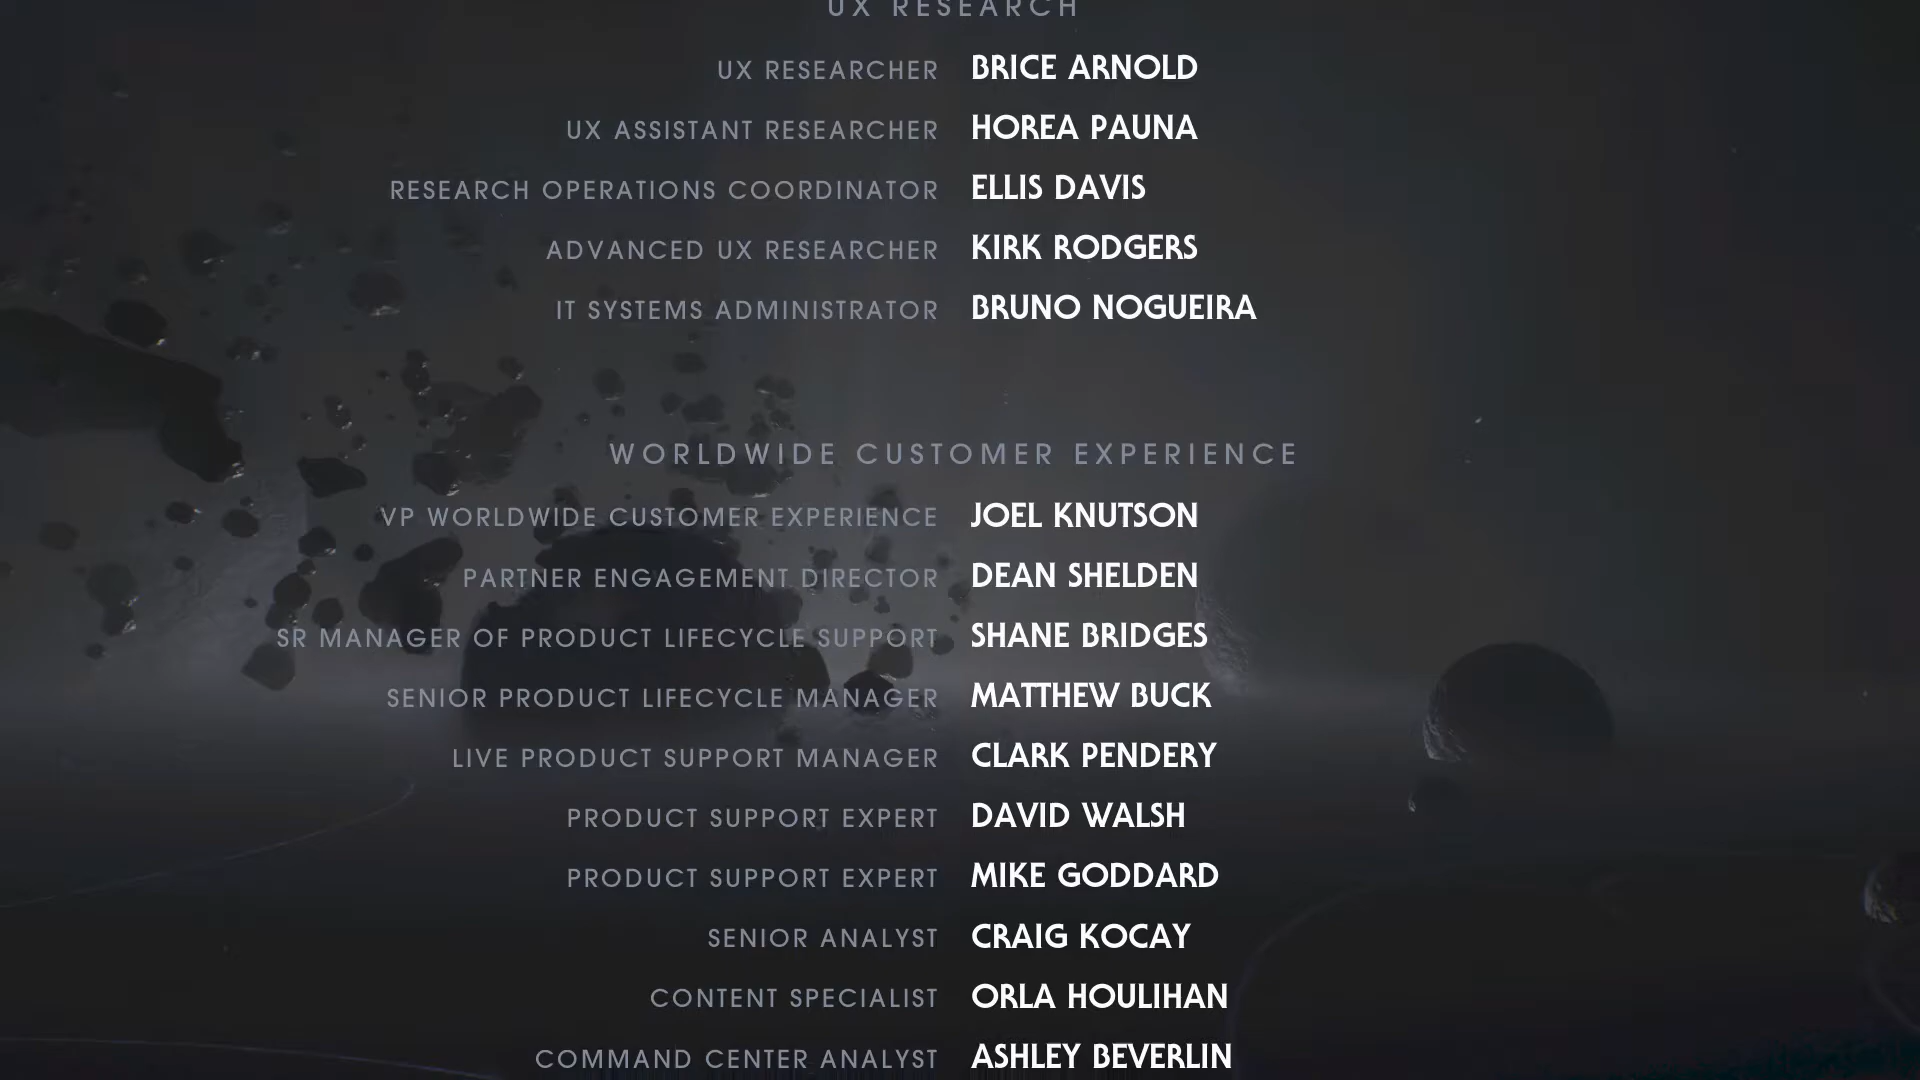 UX RESEARCH
UX RESEARCHER BRICE ARNOLD
UX ASSISTANT RESEARCHER HOREA PAUNA
RESEARCH OPERATIONS COORDINATOR ELLIS DAVIS
ADVANCED UX RESEARCHER KIRK RODGERS
IT SYSTEMS ADMINISTRATOR BRUNO NOGUEIRA
WORLDWIDE CUSTOMER EXPERIENCE
VP WORLDWIDE CUSTOMER EXPERIENCE JOEL KNUTSON
PARTNER ENGAGEMENT DIRECTOR DEAN SHELDEN
SR MANAGER OF PRODUCT LIFECYCLE SUPPORT SHANE BRIDGES
SENIOR PRODUCT LIFECYCLE MANAGER MATTHEW BUCK
LIVE PRODUCT SUPPORT MANAGER CLARK PENDERY
PRODUCT SUPPORT EXPERT DAVID WALSH
PRODUCT SUPPORT EXPERT MIKE GODDARD
SENIOR ANALYST CRAIG KOCAY
CONTENT SPECIALIST ORLA HOULIHAN
COMMAND CENTER ANALYST ASHLEY BEVERLIN